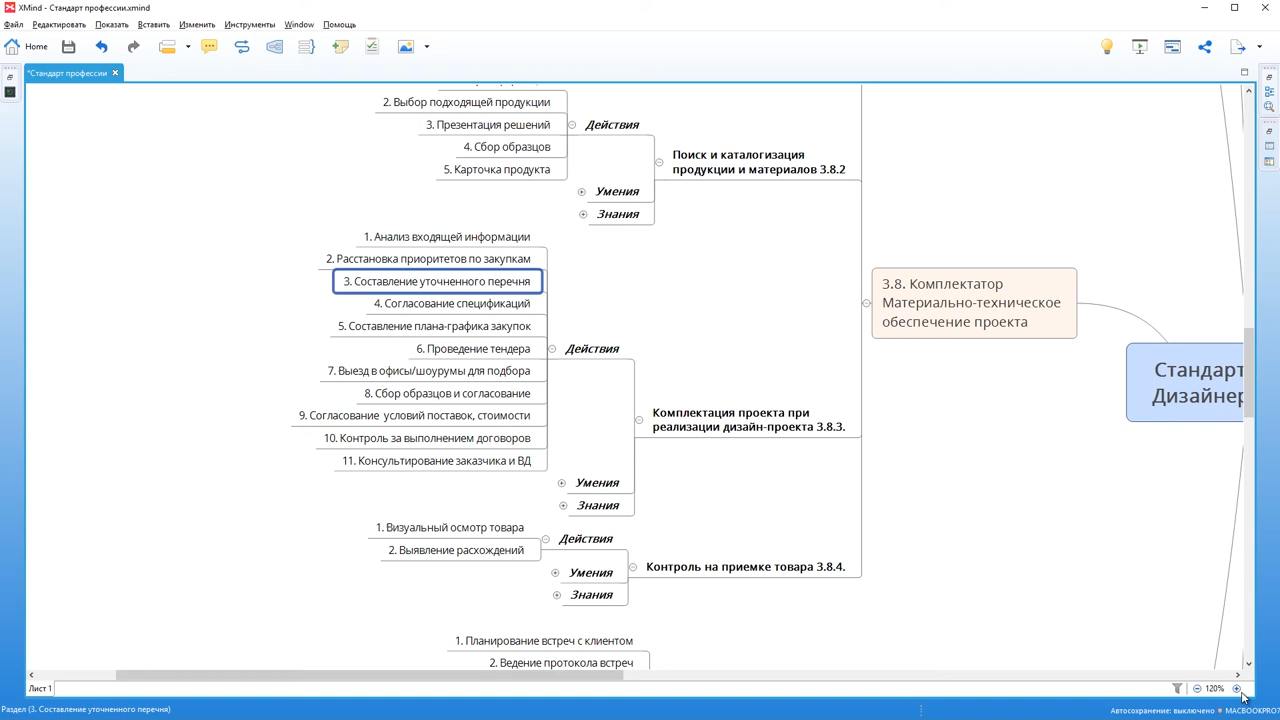 XMind - Стандарт профессии.xmind
Файл Редактировать Показать Вставить Изменить Инструменты Window Помощь
Home
*Стандарт профессии
2. Выбор подходящей продукции
3. Презентация решений
4. Сбор образцов
5. Карточка продукта
Действия
Умения
Знания
Поиск и каталогизация
продукции и материалов 3.8.2
1. Анализ входящей информации
2. Расстановка приоритетов по закупкам
3. Составление уточненного перечня
4. Согласование спецификаций
5. Составление плана-графика закупок
6. Проведение тендера
7. Выезд в офисы/шоурумы для подбора
8. Сбор образцов и согласование
9. Согласование условий поставок, стоимости
10. Контроль за выполнением договоров
11. Консультирование заказчика и ВД
Действия
Умения
Знания
Комплектация проекта при
реализации дизайн-проекта 3.8.3.
1. Визуальный осмотр товара
2. Выявление расхождений
Действия
Умения
Знания
Контроль на приемке товара 3.8.4.
3.8. Комплектатор
Материально-техническое
обеспечение проекта
Стандарт
Дизайнер
1. Планирование встреч с клиентом
2. Ведение протокола встреч
Лист 1
120%
Раздел (3. Составление уточненного перечня)
Автосохранение: выключено
MACBOOKPRO7